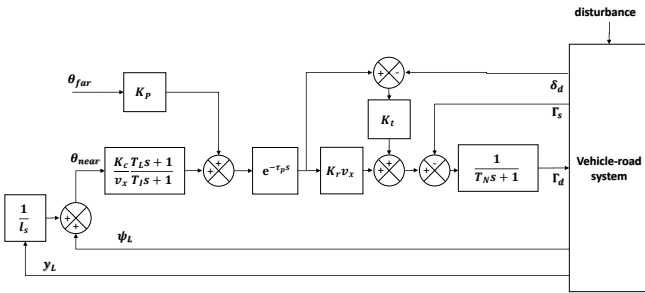 disturbance
θ_far
K_P
+
-
δ_d
K_t
Γ_s
θ_near
K_c/v_x T_L s + 1/T_I s + 1
+
+
e^{-τ_p s}
K_r v_x
+
+
-
+
1/T_N s + 1
Γ_d
Vehicle-road
system
1/l_s
+
+
ψ_L
y_L